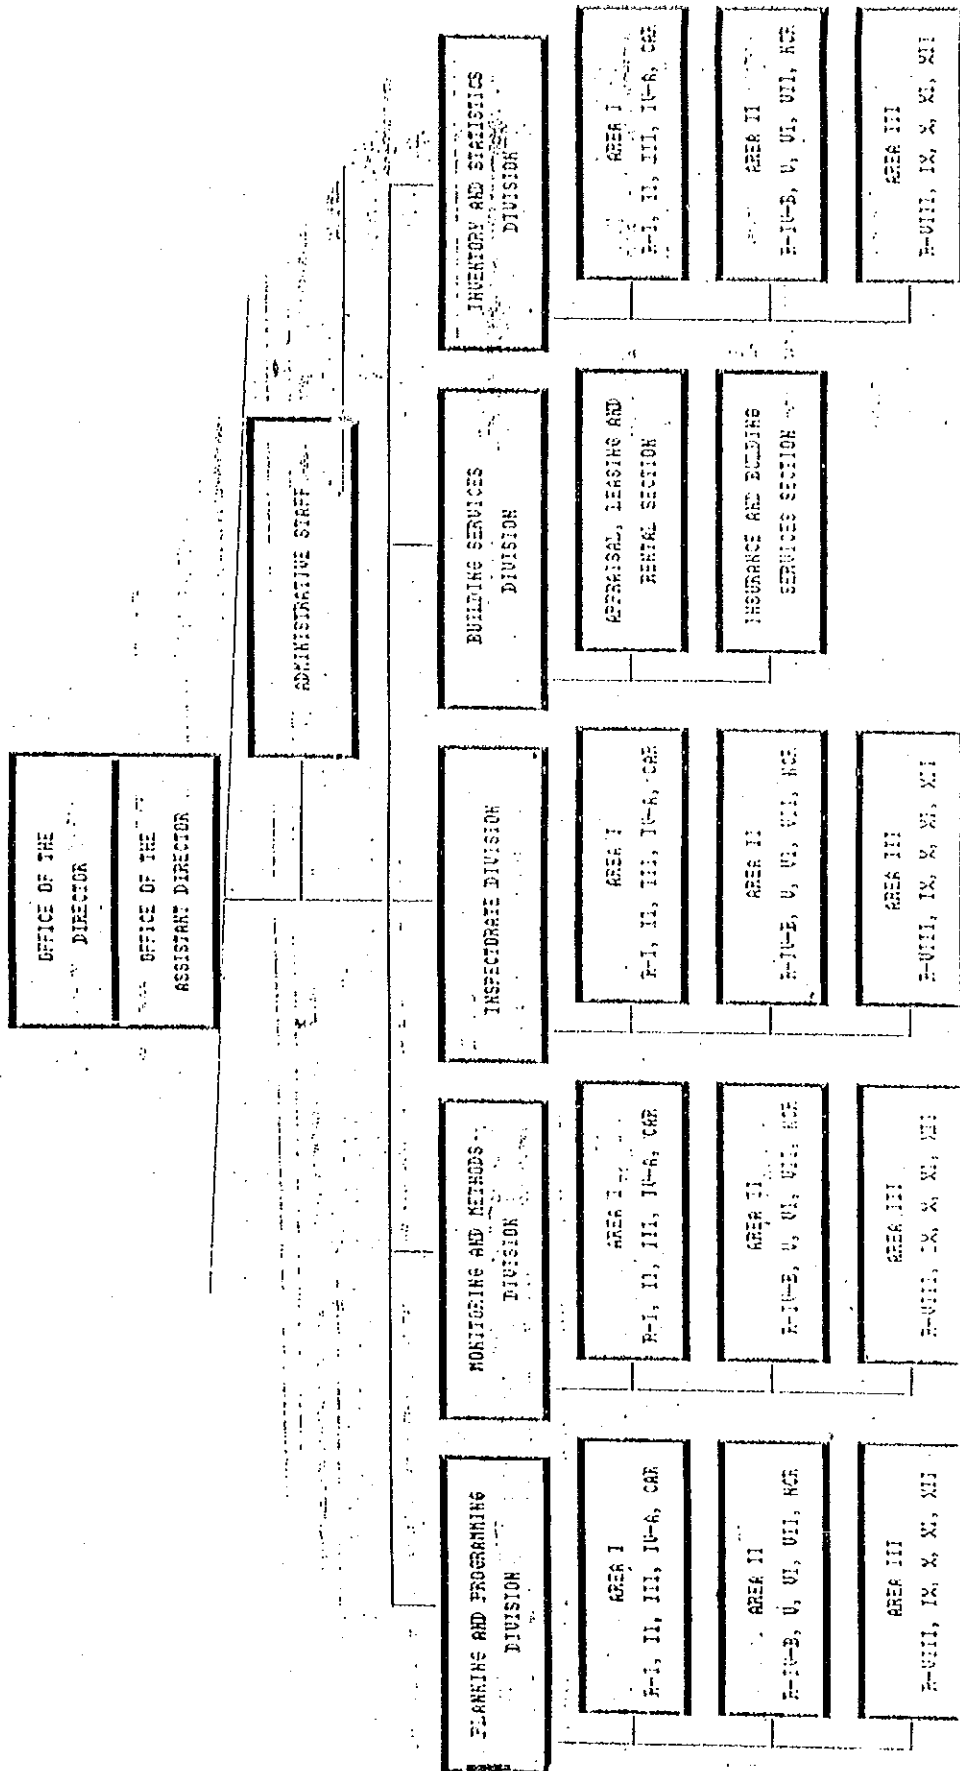 OFFICE OF THE
DIRECTOR
OFFICE OF THE
ASSISTANT DIRECTOR
ADMINISTRATIVE STAFF
PLANNING AND PROGRAMMING
DIVISION
AREA I
R-I, II, III, IV-A, CAR
AREA II
R-IV-B, V, VI, VII, NCR
AREA III
R-VIII, IX, X, XI, XII
MONITORING AND METHODS
DIVISION
AREA I
R-I, II, III, IV-A, CAR
AREA II
R-IV-B, V, VI, VII, NCR
AREA III
R-VIII, IX, X, XI, XII
INSPECTORATE DIVISION
AREA I
R-I, II, III, IV-A, CAR
AREA II
R-IV-B, V, VI, VII, NCR
AREA III
R-VIII, IX, X, XI, XII
BUILDING SERVICES
DIVISION
APPRAISAL, LEASING AND
RENTAL SECTION
INSURANCE AND BUILDING
SERVICES SECTION
INVENTORY AND STATISTICS
DIVISION
AREA I
R-I, II, III, IV-A, CAR
AREA II
R-IV-B, V, VI, VII, NCR
AREA III
R-VIII, IX, X, XI, XII